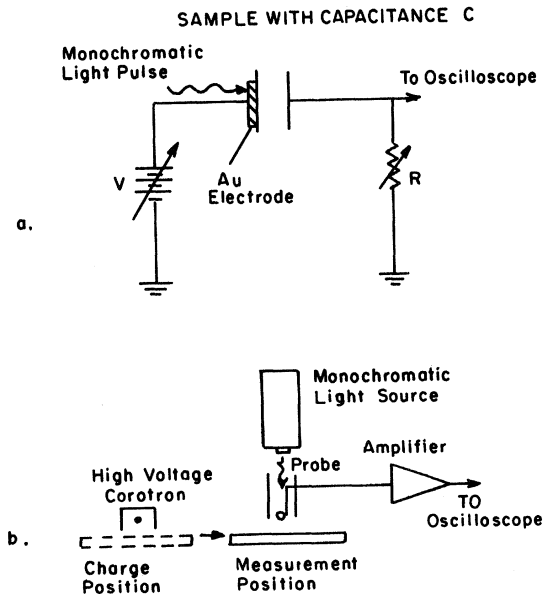 SAMPLE WITH CAPACITANCE C
Monochromatic
Light Pulse
To Oscilloscope
V
Au
Electrode
R
a.
Monochromatic
Light Source
Amplifier
Probe
High Voltage
Corotron
TO
Oscilloscope
b.
Charge
Position
Measurement
Position